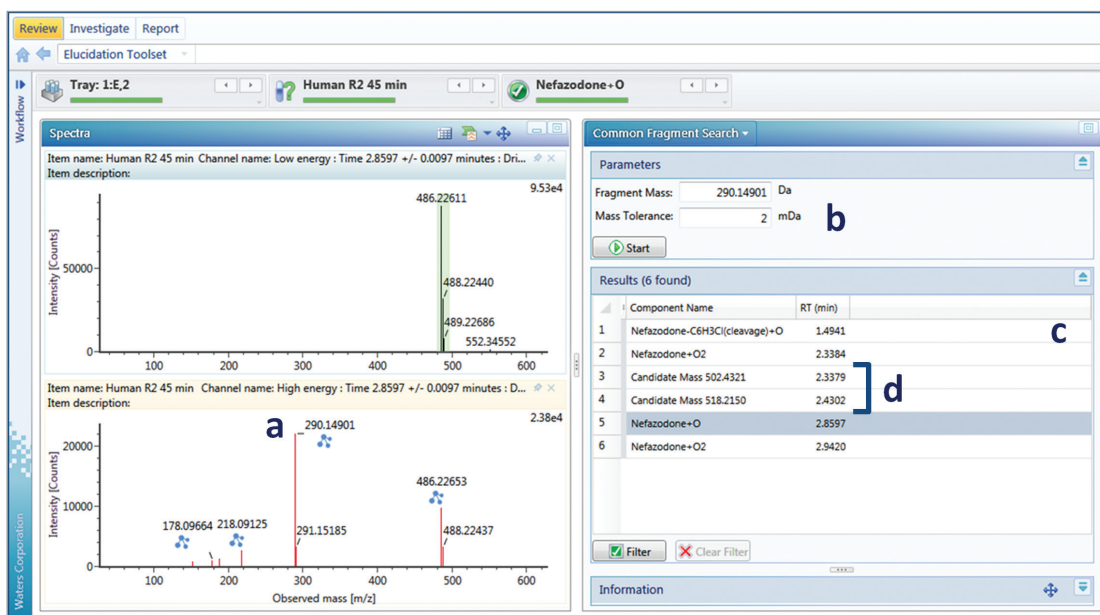 Review Investigate Report
Elucidation Toolset
Workflow
Tray: 1:E,2
Human R2 45 min
Nefazodone+O
Spectra
Item name: Human R2 45 min Channel name: Low energy : Time 2.8597 +/- 0.0097 minutes : Dri...
Item description:
9.53e4
486.22611
488.22440
489.22686
552.34552
Intensity [Counts]
50000
0
100 200 300 400 500 600
Item name: Human R2 45 min Channel name: High energy : Time 2.8597 +/- 0.0097 minutes : D...
Item description:
2.38e4
a
290.14901
486.22653
178.09664
218.09125
291.15185
488.22437
Intensity [Counts]
20000
10000
0
100 200 300 400 500 600
Observed mass [m/z]
Waters Corporation
Common Fragment Search
Parameters
Fragment Mass: 290.14901 Da
Mass Tolerance: 2 mDa
b
Start
Results (6 found)
Component Name RT (min)
1 Nefazodone-C6H3Cl(cleavage)+O 1.4941
c
2 Nefazodone+O2 2.3384
3 Candidate Mass 502.4321 2.3379
4 Candidate Mass 518.2150 2.4302
d
5 Nefazodone+O 2.8597
6 Nefazodone+O2 2.9420
Filter Clear Filter
Information